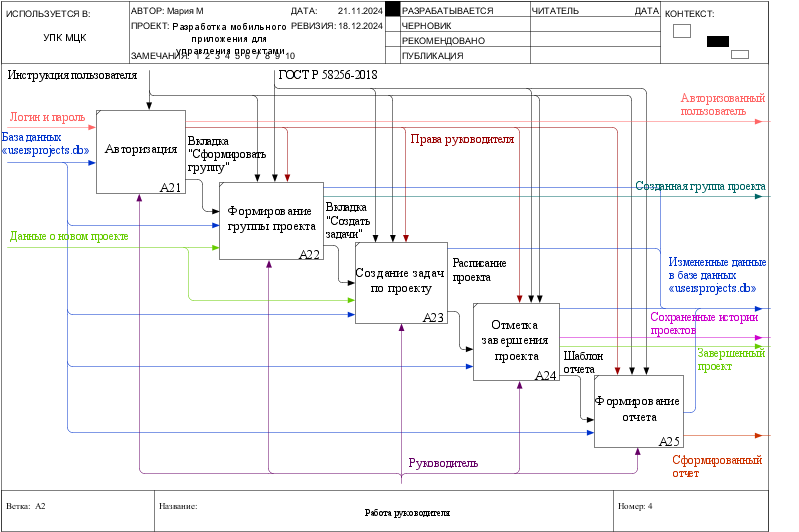 ИСПОЛЬЗУЕТСЯ В:
УПК МЦК
АВТОР: Мария М
ДАТА: 21.11.2024
ПРОЕКТ: Разработка мобильного
приложения для
управления проектами
РЕВИЗИЯ: 18.12.2024
ЗАМЕЧАНИЯ: 1 2 3 4 5 6 7 8 9 10
РАЗРАБАТЫВАЕТСЯ
ЧЕРНОВИК
РЕКОМЕНДОВАНО
ПУБЛИКАЦИЯ
ЧИТАТЕЛЬ ДАТА
КОНТЕКСТ:
Инструкция пользователя
ГОСТ Р 58256-2018
Логин и пароль
База данных
«usersprojects.db»
Данные о новом проекте
Авторизация
A21
Вкладка
"Сформировать
группу"
Формирование
группы проекта
A22
Вкладка
"Создать
задачи"
Права руководителя
Создание задач
по проекту
A23
Расписание
проекта
Отметка
завершения
проекта
A24
Шаблон
отчета
Формирование
отчета
A25
Авторизованный
пользователь
Созданная группа проекта
Измененные данные
в базе данных
«usersprojects.db»
Сохраненные истории
проектов
Завершенный
проект
Сформированный
отчет
Руководитель
Ветка: A2
Название:
Работа руководителя
Номер: 4